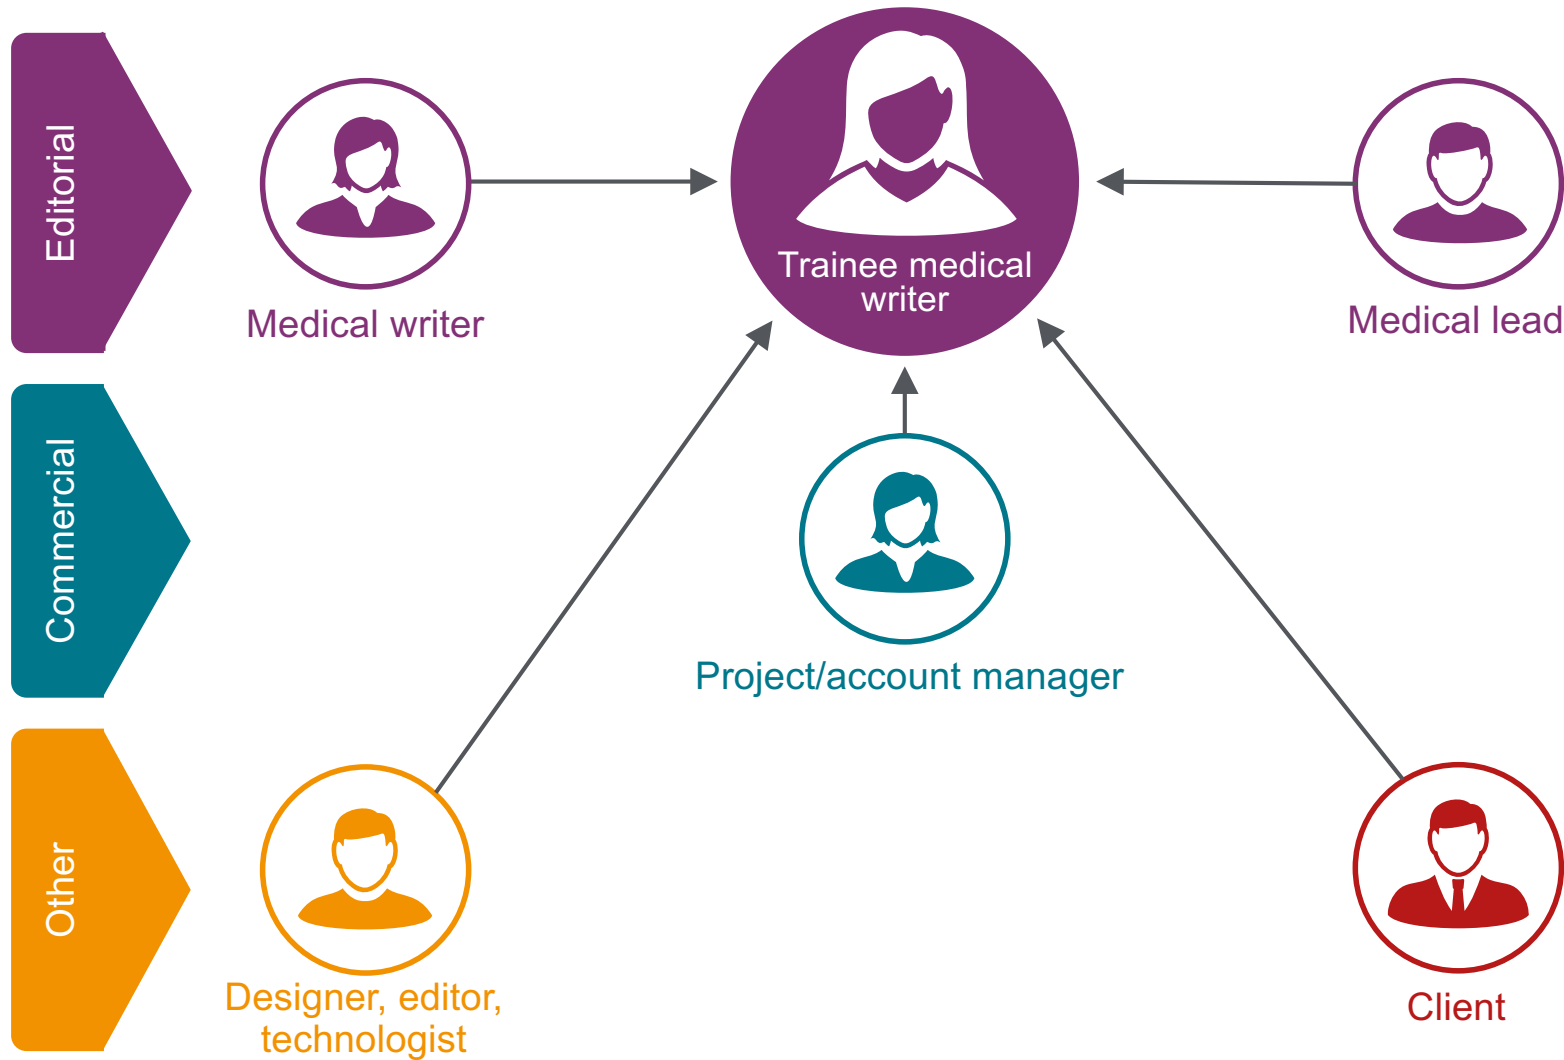 Editorial
Trainee medical
writer
Medical writer
Medical lead
Commercial
Project/account manager
Other
Designer, editor,
technologist
Client